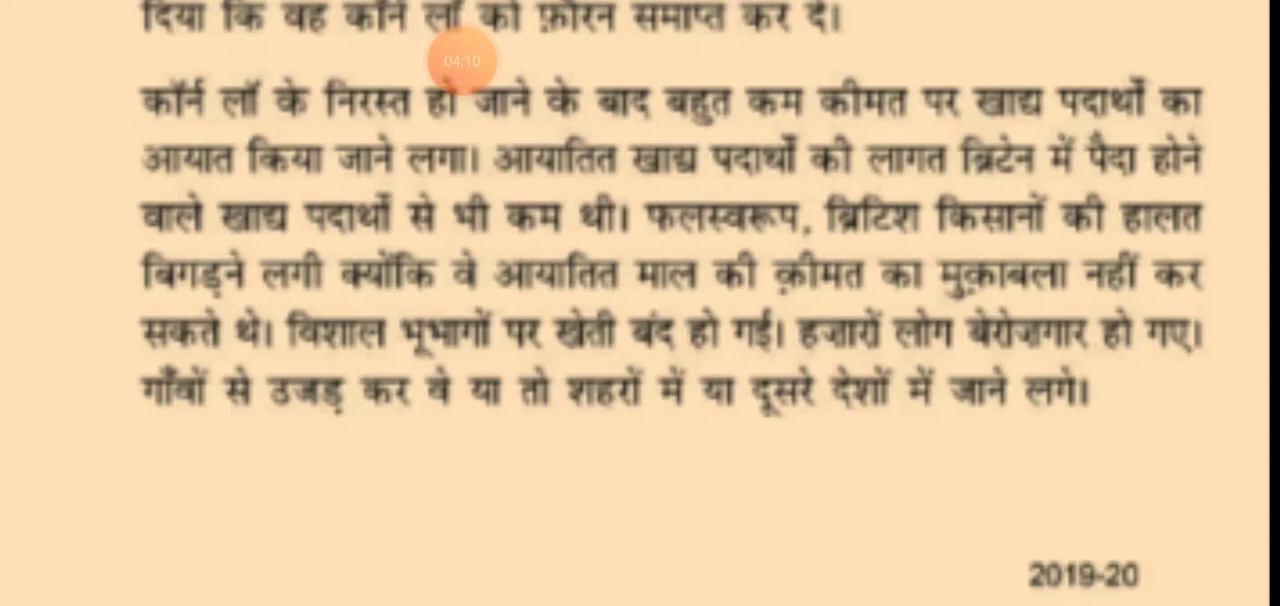 दिया कि वह कॉर्न लॉ को फ़ौरन समाप्त कर दे।
04:10
कॉर्न लॉ के निरस्त हो जाने के बाद बहुत कम कीमत पर खाद्य पदार्थों का
आयात किया जाने लगा। आयातित खाद्य पदार्थों की लागत ब्रिटेन में पैदा होने
वाले खाद्य पदार्थों से भी कम थी। फलस्वरूप, ब्रिटिश किसानों की हालत
बिगड़ने लगी क्योंकि वे आयातित माल की क़ीमत का मुक़ाबला नहीं कर
सकते थे। विशाल भूभागों पर खेती बंद हो गई। हजारों लोग बेरोजगार हो गए।
गाँवों से उजड़ कर वे या तो शहरों में या दूसरे देशों में जाने लगे।
2019-20